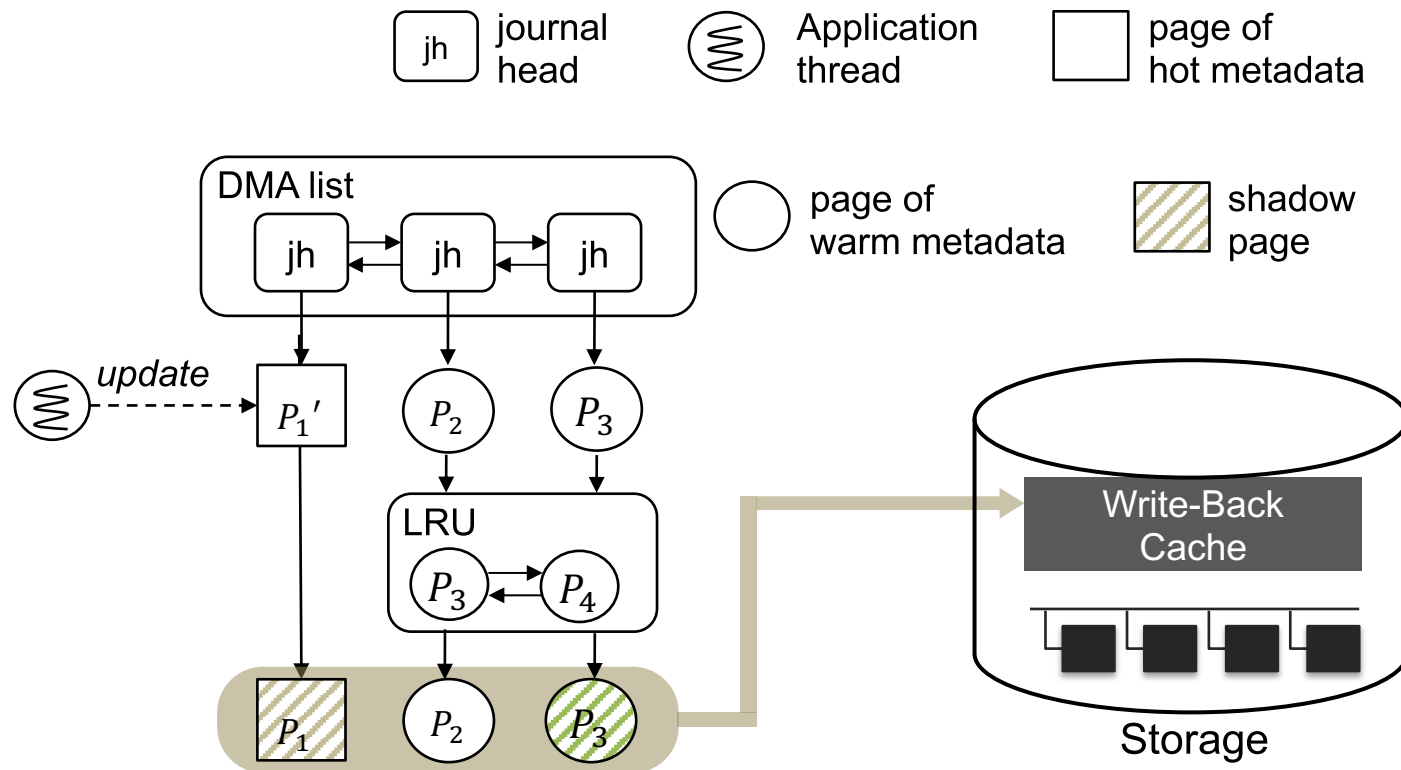 jh
journal
head
Application
thread
page of
hot metadata
DMA list
jh
jh
jh
page of
warm metadata
shadow
page
update
P₁′
P₂
P₃
LRU
P₃
P₄
P₁
P₂
P₃
Write-Back
Cache
Storage